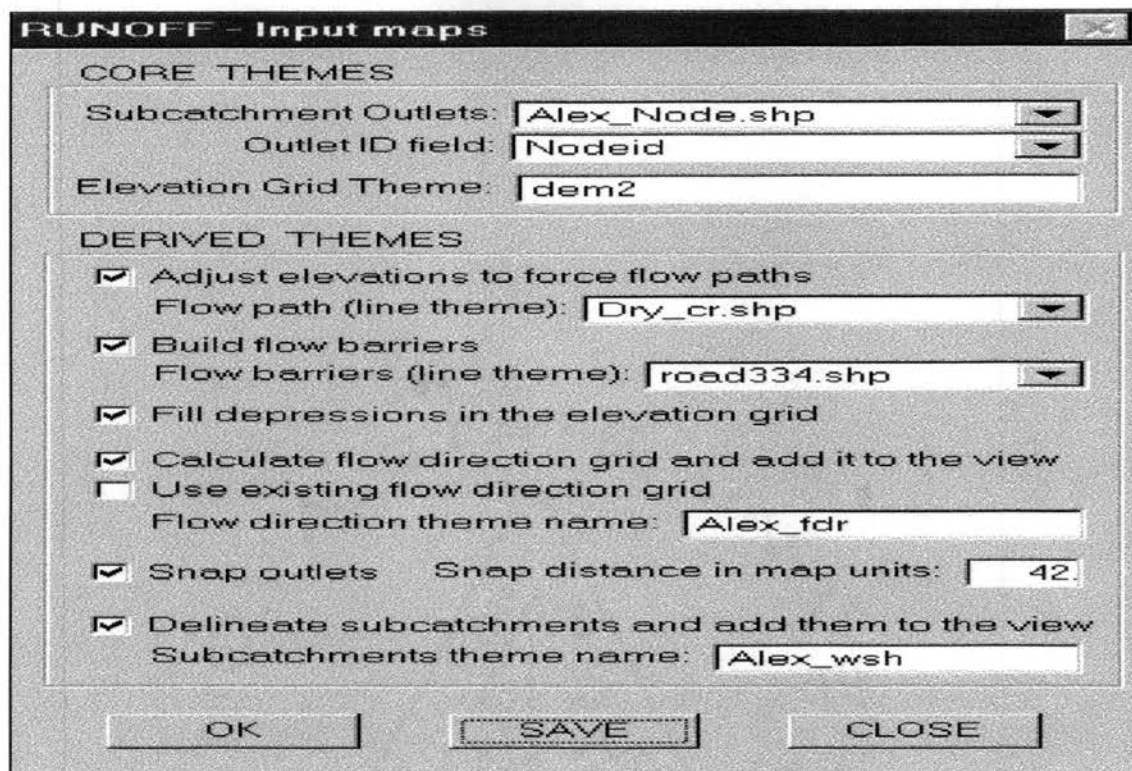 RUNOFF - Input maps
CORE THEMES
Subcatchment Outlets: Alex_Node.shp
Outlet ID field: Nodeid
Elevation Grid Theme: dem2
DERIVED THEMES
Adjust elevations to force flow paths
Flow path (line theme): Dry_cr.shp
Build flow barriers
Flow barriers (line theme): road334.shp
Fill depressions in the elevation grid
Calculate flow direction grid and add it to the view
Use existing flow direction grid
Flow direction theme name: Alex_fdr
Snap outlets Snap distance in map units: 42.
Delineate subcatchments and add them to the view
Subcatchments theme name: Alex_wsh
OK SAVE CLOSE